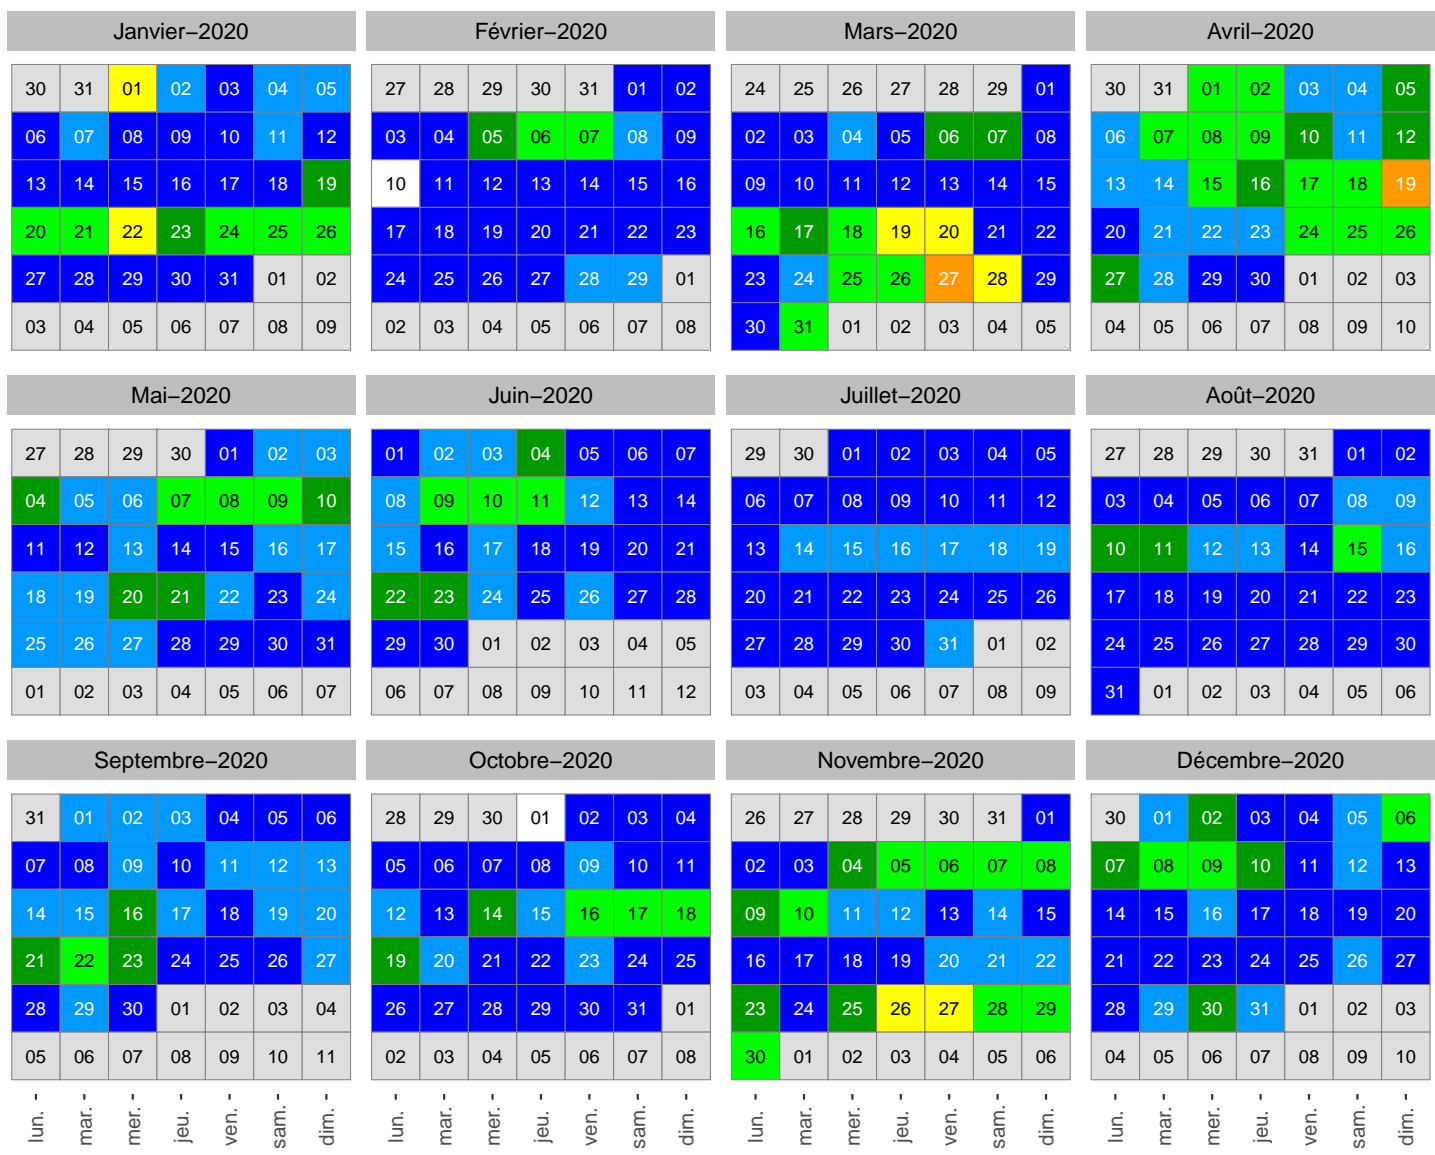 Janvier–2020 Février–2020 Mars–2020 Avril–2020
30 31 01 02 03 04 05 27 28 29 30 31 01 02 24 25 26 27 28 29 01 30 31 01 02 03 04 05
06 07 08 09 10 11 12 03 04 05 06 07 08 09 02 03 04 05 06 07 08 06 07 08 09 10 11 12
13 14 15 16 17 18 19 10 11 12 13 14 15 16 09 10 11 12 13 14 15 13 14 15 16 17 18 19
20 21 22 23 24 25 26 17 18 19 20 21 22 23 16 17 18 19 20 21 22 20 21 22 23 24 25 26
27 28 29 30 31 01 02 24 25 26 27 28 29 01 23 24 25 26 27 28 29 27 28 29 30 01 02 03
03 04 05 06 07 08 09 02 03 04 05 06 07 08 30 31 01 02 03 04 05 04 05 06 07 08 09 10
Mai–2020 Juin–2020 Juillet–2020 Août–2020
27 28 29 30 01 02 03 01 02 03 04 05 06 07 29 30 01 02 03 04 05 27 28 29 30 31 01 02
04 05 06 07 08 09 10 08 09 10 11 12 13 14 06 07 08 09 10 11 12 03 04 05 06 07 08 09
11 12 13 14 15 16 17 15 16 17 18 19 20 21 13 14 15 16 17 18 19 10 11 12 13 14 15 16
18 19 20 21 22 23 24 22 23 24 25 26 27 28 20 21 22 23 24 25 26 17 18 19 20 21 22 23
25 26 27 28 29 30 31 29 30 01 02 03 04 05 27 28 29 30 31 01 02 24 25 26 27 28 29 30
01 02 03 04 05 06 07 06 07 08 09 10 11 12 03 04 05 06 07 08 09 31 01 02 03 04 05 06
Septembre–2020 Octobre–2020 Novembre–2020 Décembre–2020
31 01 02 03 04 05 06 28 29 30 01 02 03 04 26 27 28 29 30 31 01 30 01 02 03 04 05 06
07 08 09 10 11 12 13 05 06 07 08 09 10 11 02 03 04 05 06 07 08 07 08 09 10 11 12 13
14 15 16 17 18 19 20 12 13 14 15 16 17 18 09 10 11 12 13 14 15 14 15 16 17 18 19 20
21 22 23 24 25 26 27 19 20 21 22 23 24 25 16 17 18 19 20 21 22 21 22 23 24 25 26 27
28 29 30 01 02 03 04 26 27 28 29 30 31 01 23 24 25 26 27 28 29 28 29 30 31 01 02 03
05 06 07 08 09 10 11 02 03 04 05 06 07 08 30 01 02 03 04 05 06 04 05 06 07 08 09 10
lun. mar. mer. jeu. ven. sam. dim. lun. mar. mer. jeu. ven. sam. dim. lun. mar. mer. jeu. ven. sam. dim. lun. mar. mer. jeu. ven. sam. dim.